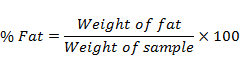 % Fat = Weight of fat / Weight of sample × 100